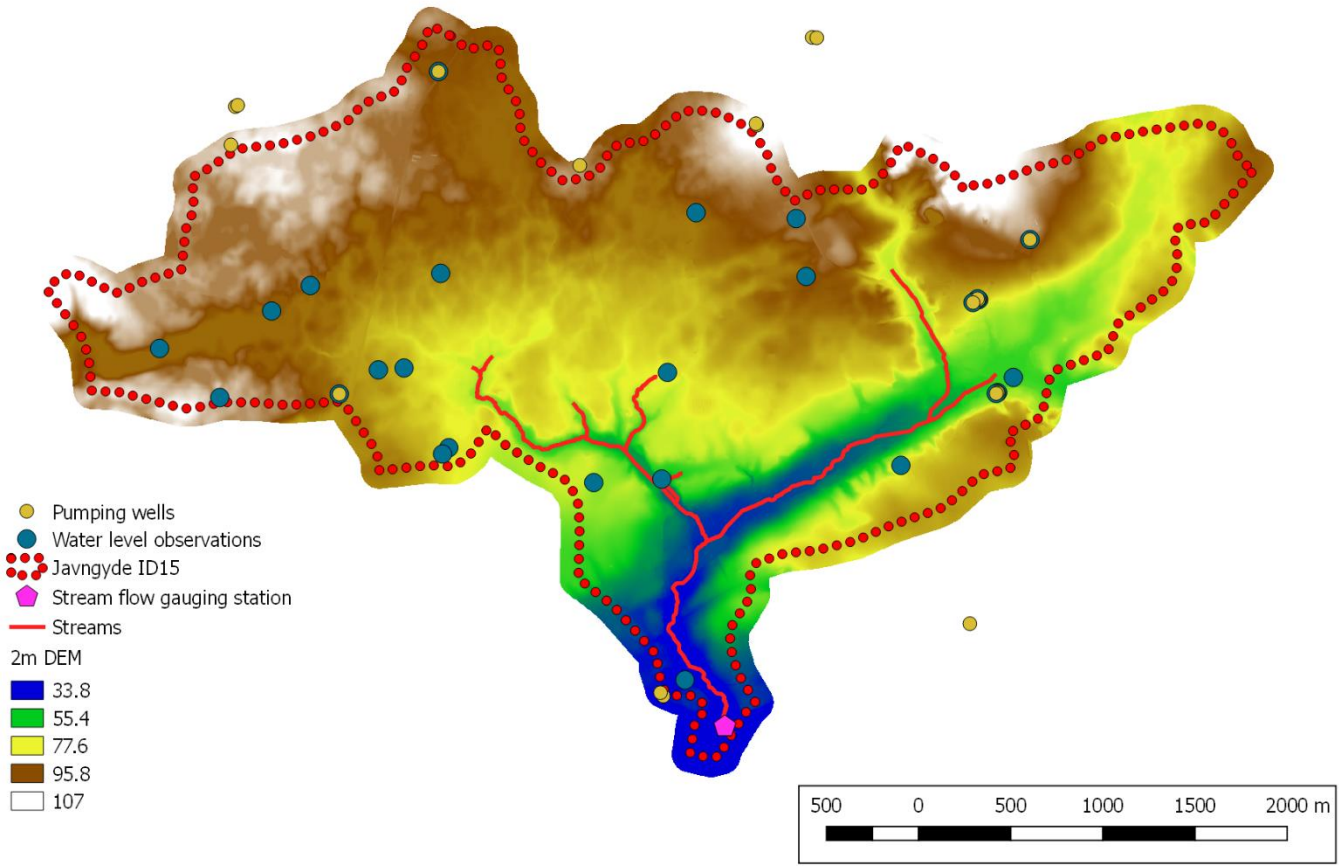 Pumping wells
Water level observations
Javngyde ID15
Stream flow gauging station
Streams
2m DEM
33.8
55.4
77.6
95.8
107
500 0 500 1000 1500 2000 m